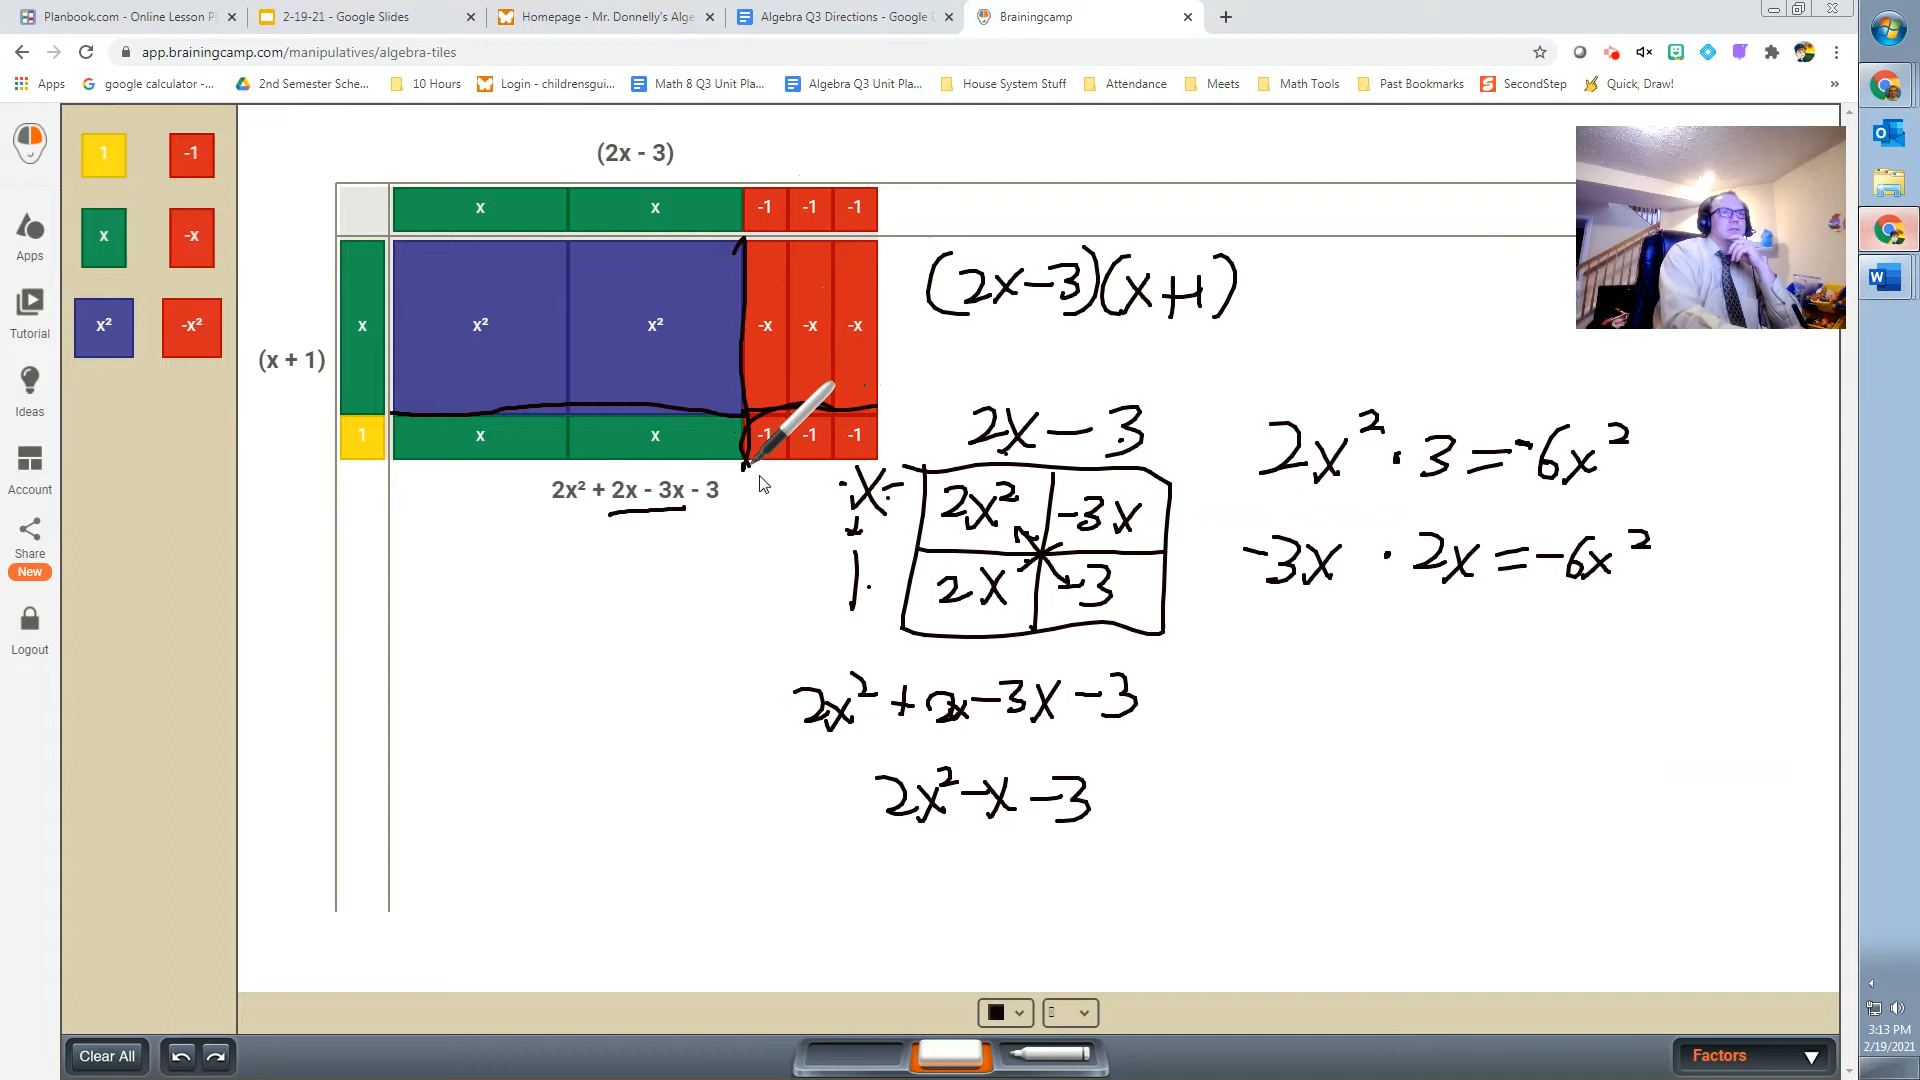 Planbook.com - Online Lesson P
2-19-21 - Google Slides
Homepage - Mr. Donnelly's Alge
Algebra Q3 Directions - Google D
Brainingcamp
app.brainingcamp.com/manipulatives/algebra-tiles
Apps
google calculator -...
2nd Semester Sche...
10 Hours
Login - childrensgui...
Math 8 Q3 Unit Pla...
Algebra Q3 Unit Pla...
House System Stuff
Attendance
Meets
Math Tools
Past Bookmarks
SecondStep
Quick, Draw!
»
1 -1
x -x
x² -x²
Apps
Tutorial
Ideas
Account
Share
New
Logout
(2x - 3)
x x -1 -1 -1
x x² x² -x -x -x
(x + 1)
1 x x -1 -1 -1
2x² + 2x - 3x - 3
(2x-3)(x+1)
2x-3
x 2x² -3x
1 2x -3
2x²+2x-3x-3
2x²-x-3
2x² · 3 = -6x²
-3x · 2x = -6x²
Clear All
Factors
3:13 PM
2/19/2021